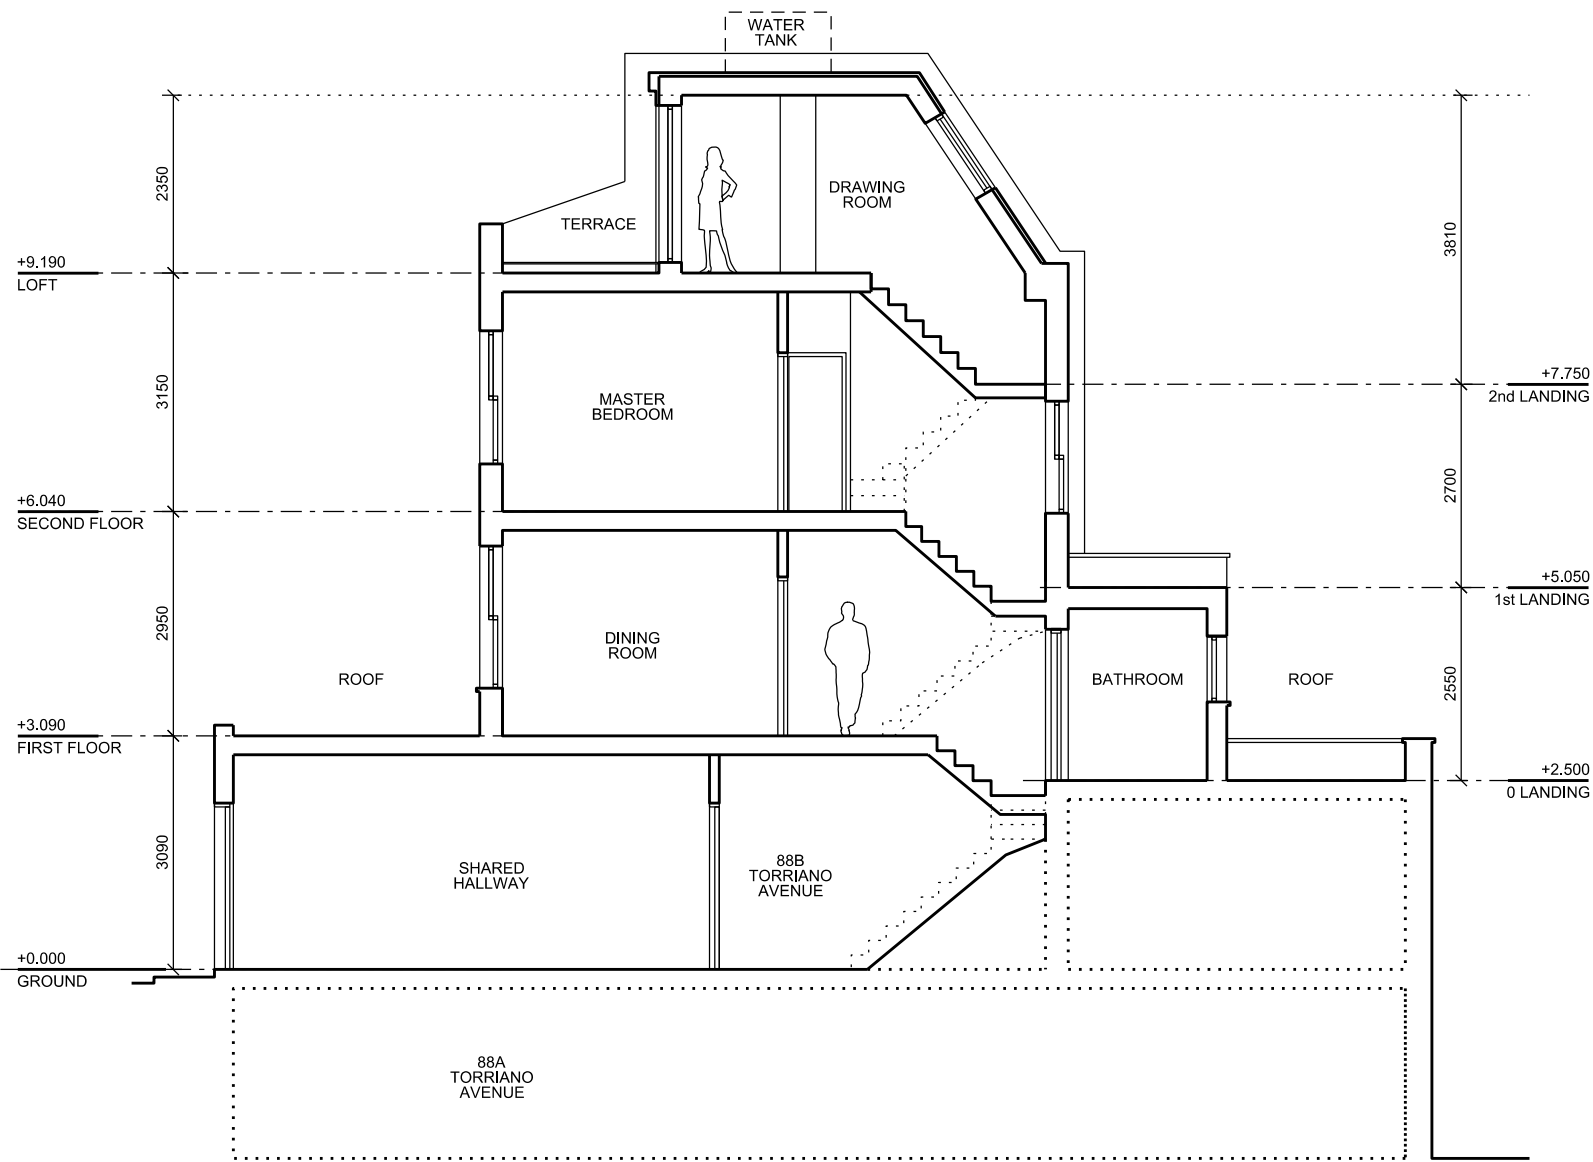 WATER
TANK
2350
DRAWING
ROOM
TERRACE
3810
+9.190
LOFT
3150
MASTER
BEDROOM
+7.750
2nd LANDING
+6.040
SECOND FLOOR
2700
2950
DINING
ROOM
+5.050
1st LANDING
ROOF
BATHROOM
ROOF
2550
+3.090
FIRST FLOOR
+2.500
0 LANDING
3090
SHARED
HALLWAY
88B
TORRIANO
AVENUE
+0.000
GROUND
88A
TORRIANO
AVENUE